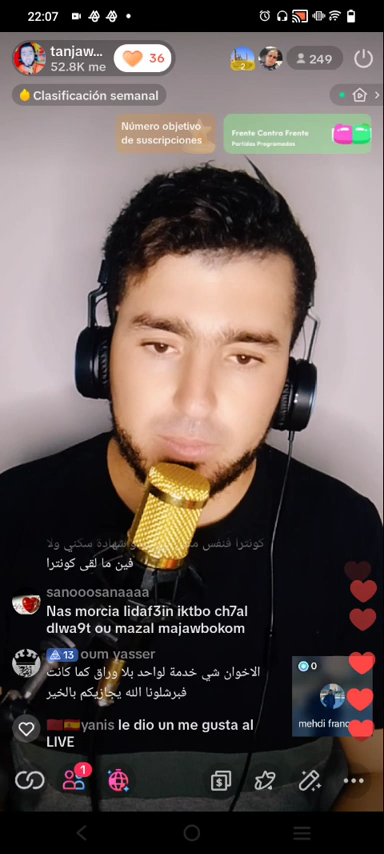 22:07
tanjaw...
52.8K me
36
2
249
Clasificación semanal
Número objetivo
de suscripciones
Frente Contra Frente
Partidas Programadas
فين ما لقى كونترا
sanooosanaaaa
Nas morcia lidaf3in iktbo ch7al
dlwa9t ou mazal majawbokom
13 oum yasser
الاخوان شي خدمة لواحد بلا وراق كما كانت
فبرشلونا الله يجازيكم بالخير
0
mehdi franc
yanis le dio un me gusta al
LIVE
1